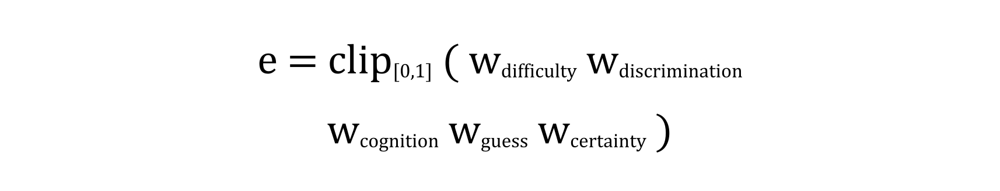 e = clip[0,1] ( wdifficulty wdiscrimination
wcognition wguess wcertainty )